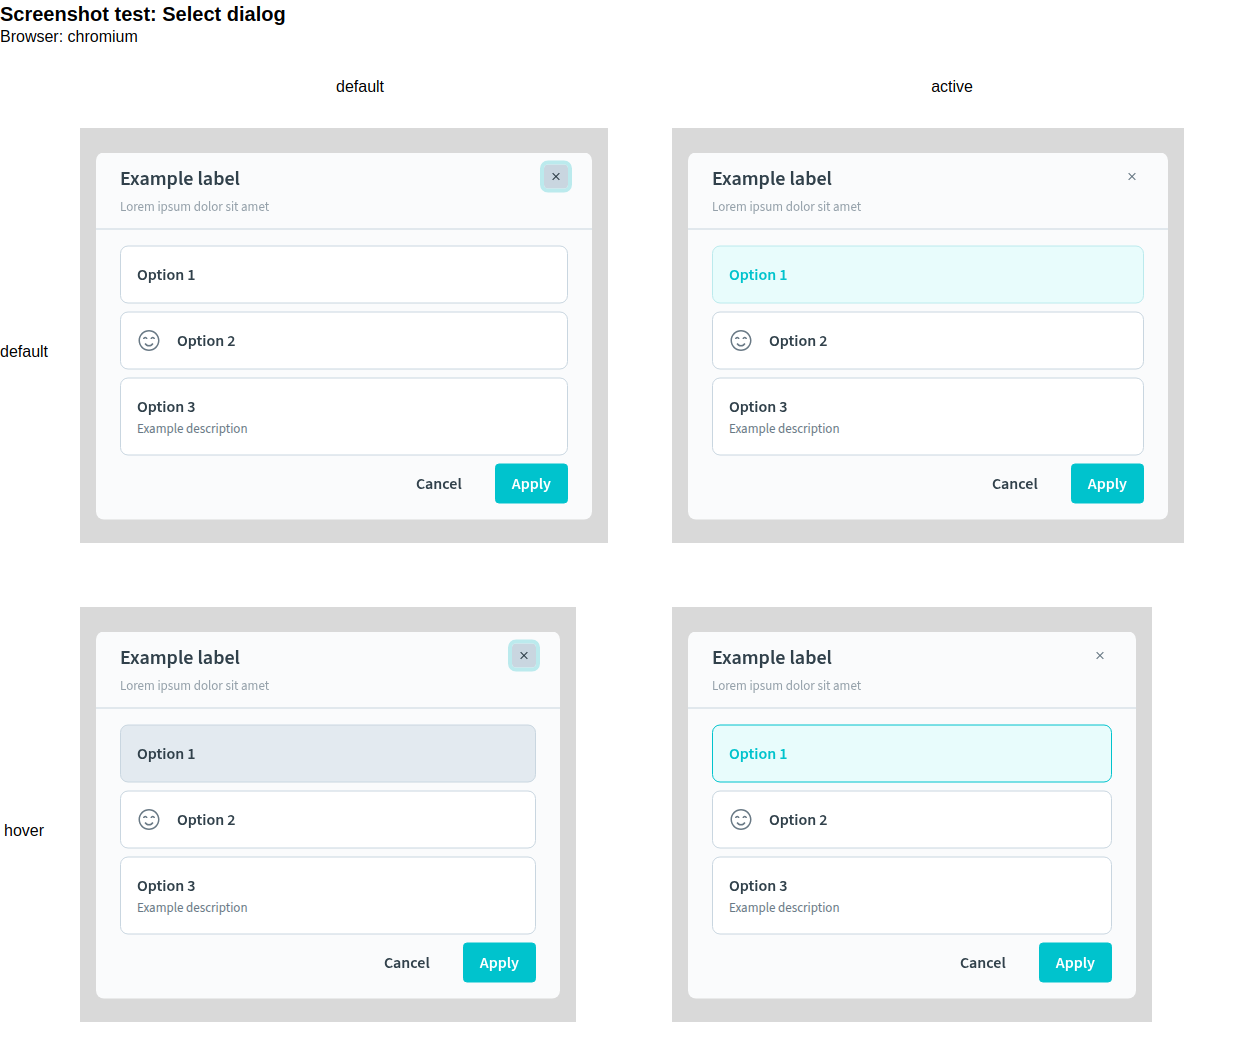 Screenshot test: Select dialog
Browser: chromium
default
active
default
Example label
×
Lorem ipsum dolor sit amet
Option 1
Option 2
Option 3
Example description
Cancel
Apply
Example label
×
Lorem ipsum dolor sit amet
Option 1
Option 2
Option 3
Example description
Cancel
Apply
hover
Example label
×
Lorem ipsum dolor sit amet
Option 1
Option 2
Option 3
Example description
Cancel
Apply
Example label
×
Lorem ipsum dolor sit amet
Option 1
Option 2
Option 3
Example description
Cancel
Apply